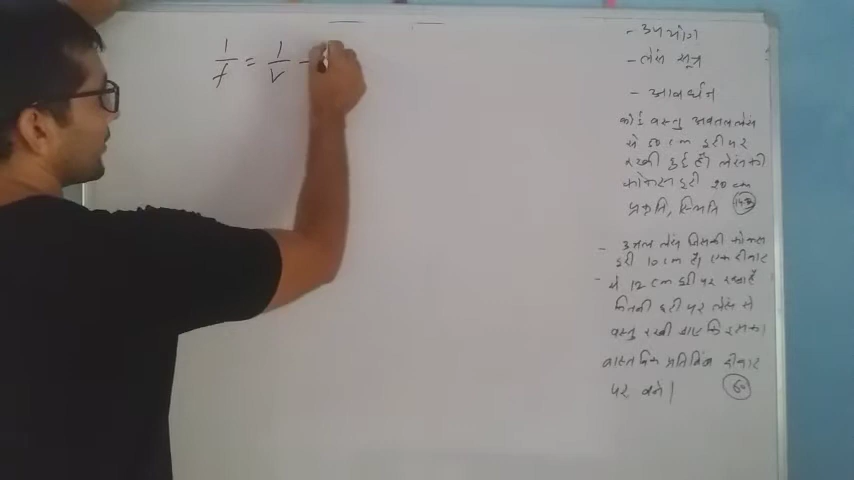 1/f = 1/v -
- उपयोग
- लेंस सूत्र
- आवर्धन
कोई वस्तु अवतल लेंस
से 50 cm दूरी पर
रखी हुई है। लेंस की
फोकस दूरी 20 cm
प्रकृति, स्थिति
- उत्तल लेंस जिसकी फोकस
दूरी 10 cm है। एक दीवार
- से 12 cm दूरी पर रखा है
कितनी दूरी पर लेंस से
वस्तु रखी जाए कि
वास्तविक प्रतिबिंब दीवार
पर बने। 60